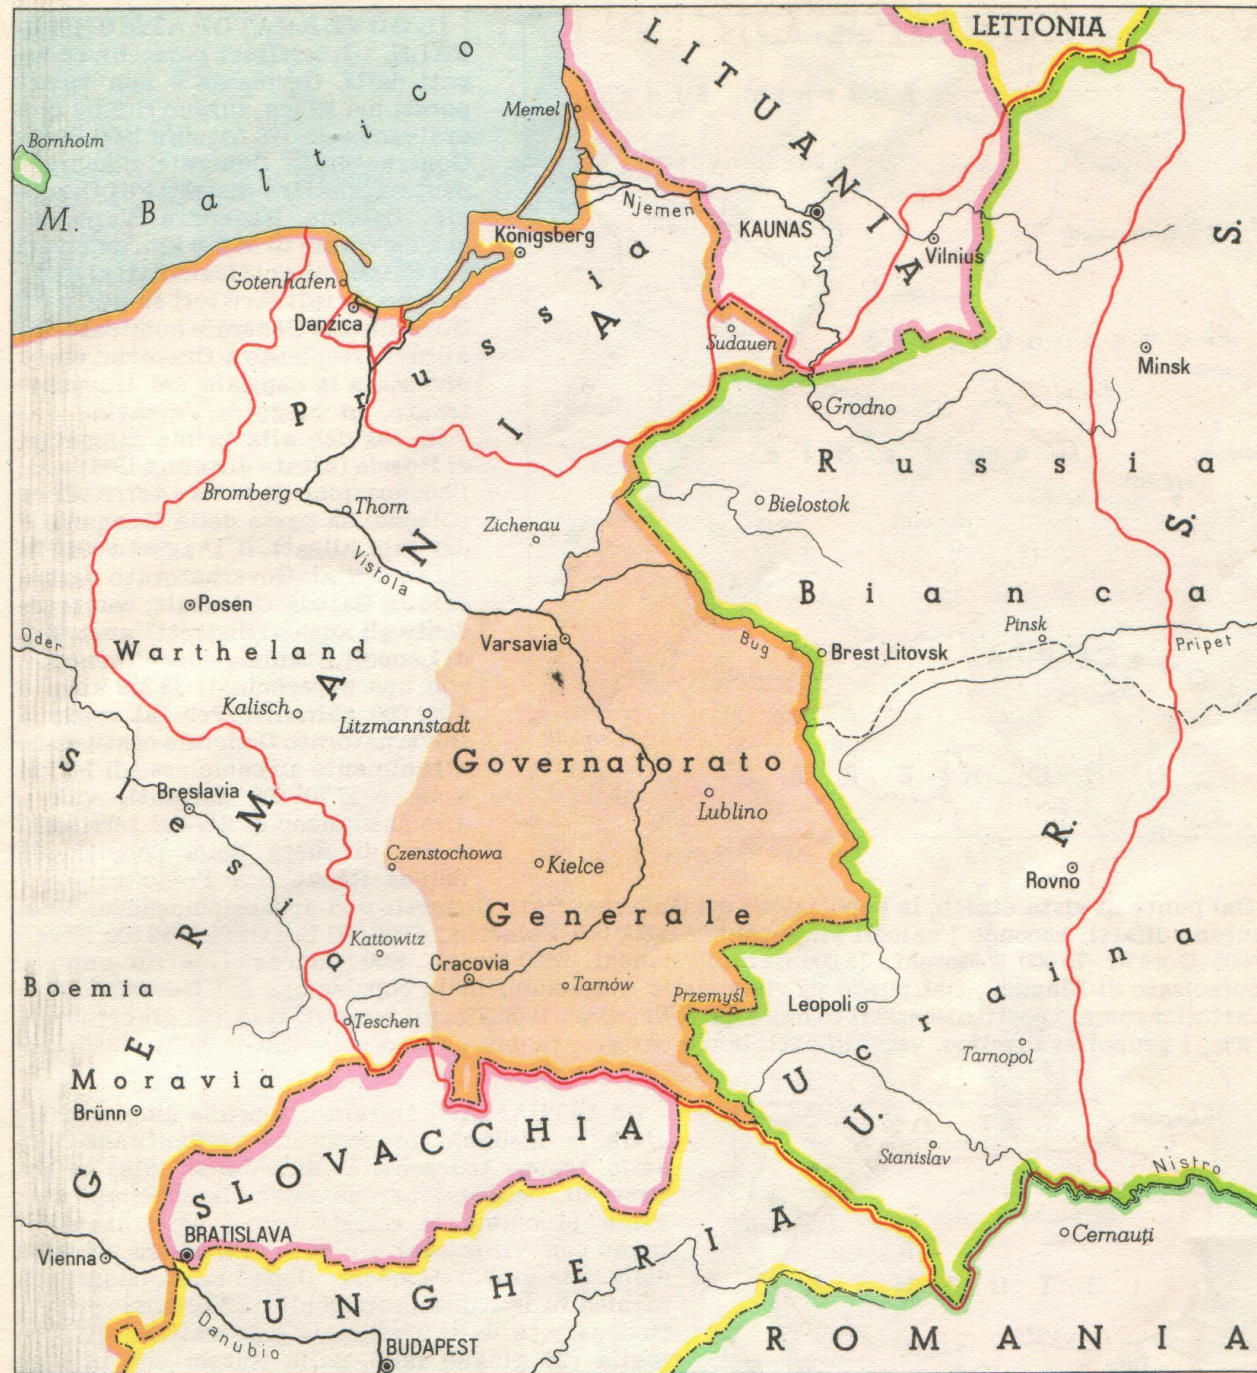 LETTONIA
LITUANIA
Memel
Bornholm
M. Baltico
Njemen
KAUNAS
Königsberg
Vilnius
Gotenhafen
Danzica
Sudauen
Minsk
Prussia
Grodno
Russia
Bianca
Bromberg
Thorn
Zichenau
Bielostok
Vistola
Posen
Oder
Wartheland
Varsavia
Bug
Brest Litovsk
Pinsk
Pripet
Kalisch
Litzmannstadt
Governatorato
Generale
Breslavia
Lublino
Slesia
Czenstochowa
Kielce
Rovno
Kattowitz
Cracovia
Tarnów
Przemyśl
Leopoli
Ucraina
Tarnopol
Boemia
Moravia
Teschen
Brünn
GERMANIA
U.R.S.S.
SLOVACCHIA
Stanislav
Nistro
BRATISLAVA
Vienna
Cernauţi
UNGHERIA
Danubio
BUDAPEST
ROMANIA